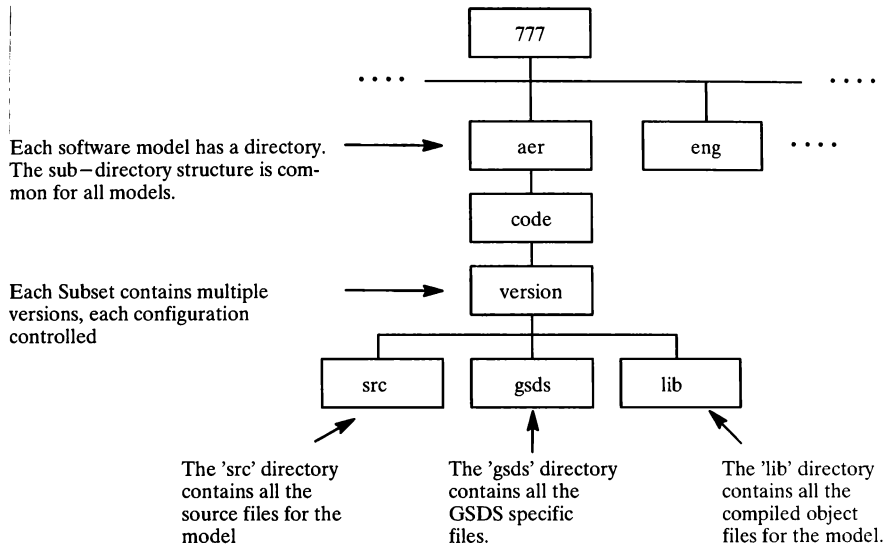 777
. . . .
. . . .
Each software model has a directory.
The sub−directory structure is com-
mon for all models.
aer
eng
. . . .
code
Each Subset contains multiple
versions, each configuration
controlled
version
src
gsds
lib
The 'src' directory
contains all the
source files for the
model
The 'gsds' directory
contains all the
GSDS specific
files.
The 'lib' directory
contains all the
compiled object
files for the model.